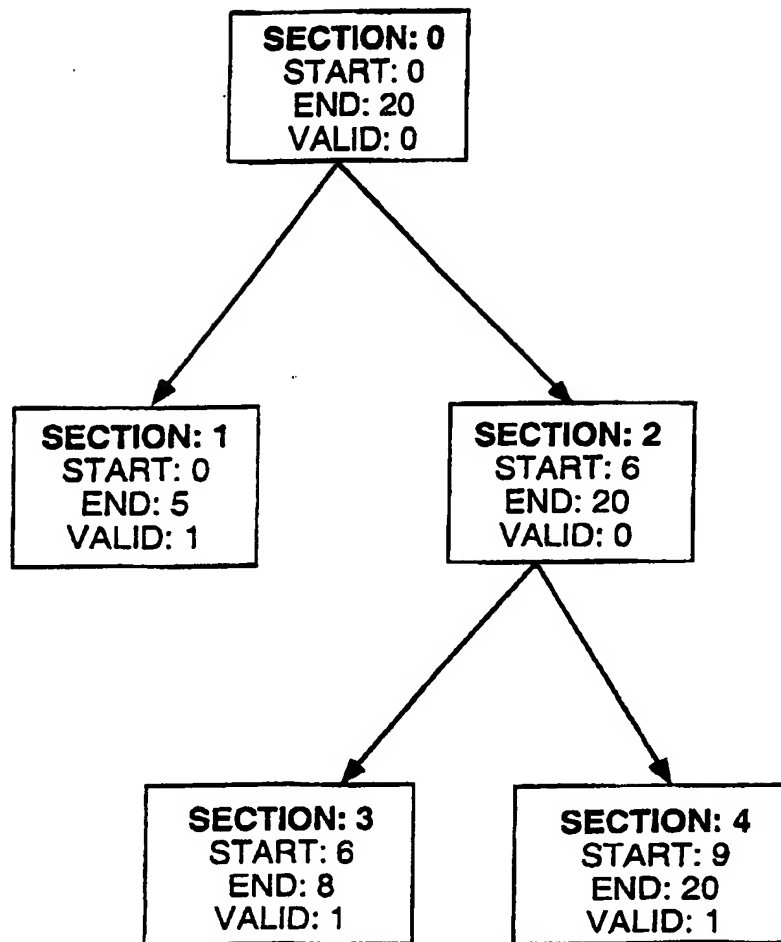 SECTION: 0
START: 0
END: 20
VALID: 0
SECTION: 1
START: 0
END: 5
VALID: 1
SECTION: 2
START: 6
END: 20
VALID: 0
SECTION: 3
START: 6
END: 8
VALID: 1
SECTION: 4
START: 9
END: 20
VALID: 1